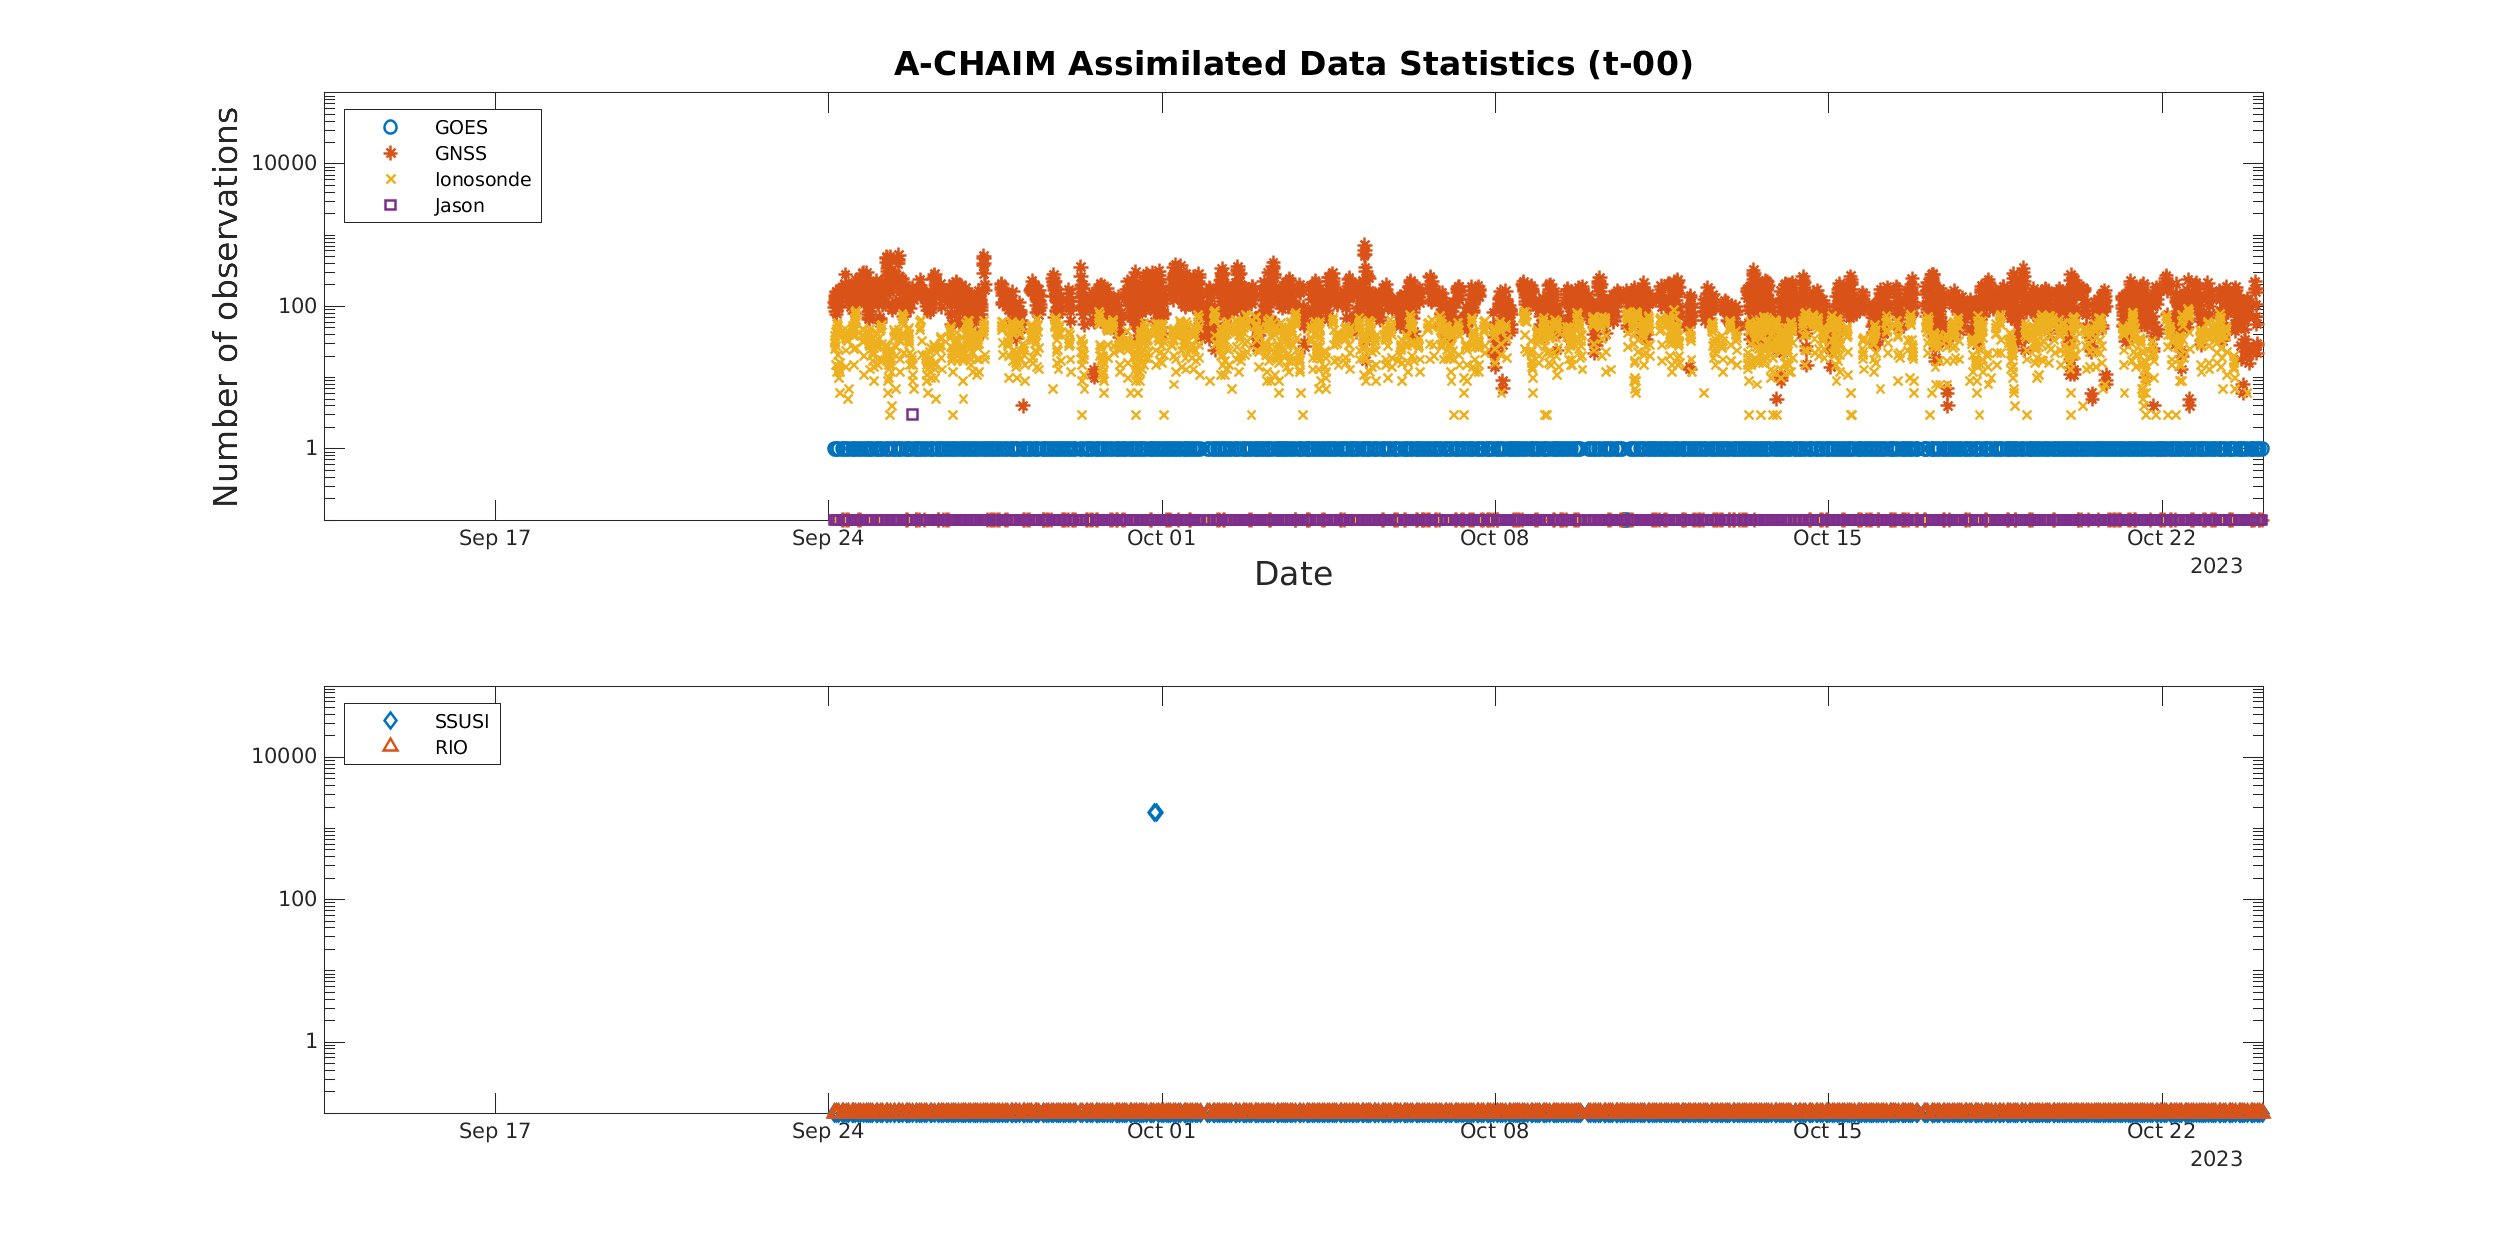 A-CHAIM Assimilated Data Statistics (t-00)
Number of observations
10000
100
1
GOES
GNSS
Ionosonde
Jason
Sep 17
Sep 24
Oct 01
Oct 08
Oct 15
Oct 22
2023
Date
10000
100
1
SSUSI
RIO
Sep 17
Sep 24
Oct 01
Oct 08
Oct 15
Oct 22
2023